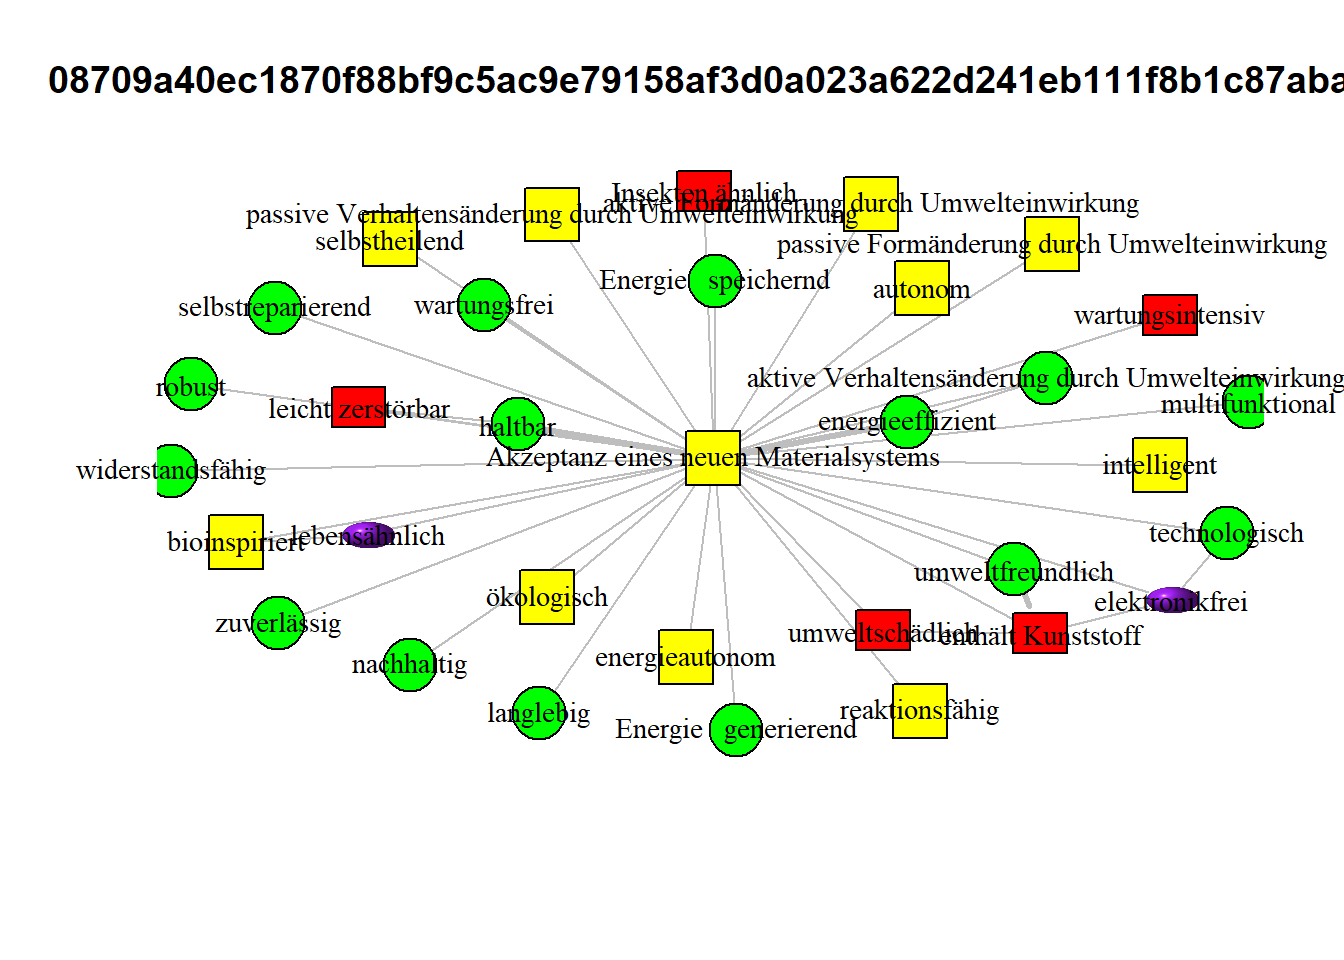 08709a40ec1870f88bf9c5ac9e79158af3d0a023a622d241eb111f8b1c87aba
Insekten ähnlich
aktive Formänderung durch Umwelteinwirkung
passive Verhaltensänderung durch Umwelteinwirkung
selbstheilend
passive Formänderung durch Umwelteinwirkung
Energie speichernd
autonom
selbstreparierend
wartungsfrei
wartungsintensiv
aktive Verhaltensänderung durch Umwelteinwirkung
robust
leicht zerstörbar
multifunktional
haltbar
energieeffizient
Akzeptanz eines neuen Materialsystems
intelligent
widerstandsfähig
technologisch
bioinspiriert
lebensähnlich
umweltfreundlich
ökologisch
elektronikfrei
zuverlässig
umweltschädlich
enthält Kunststoff
nachhaltig
energieautonom
langlebig
reaktionsfähig
Energie generierend